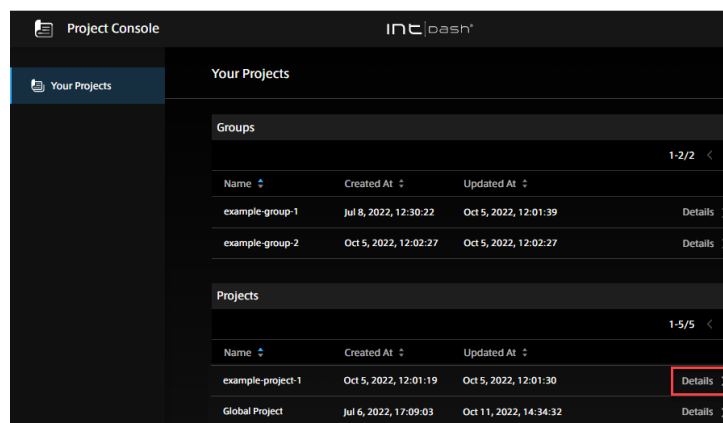 Project Console
intdash
Your Projects
Your Projects
Groups
1-2/2 <
Name Created At Updated At
example-group-1 Jul 8, 2022, 12:30:22 Oct 5, 2022, 12:01:39 Details
example-group-2 Oct 5, 2022, 12:02:27 Oct 5, 2022, 12:02:27 Details
Projects
1-5/5 <
Name Created At Updated At
example-project-1 Oct 5, 2022, 12:01:19 Oct 5, 2022, 12:01:30 Details
Global Project Jul 6, 2022, 17:09:03 Oct 11, 2022, 14:34:32 Details